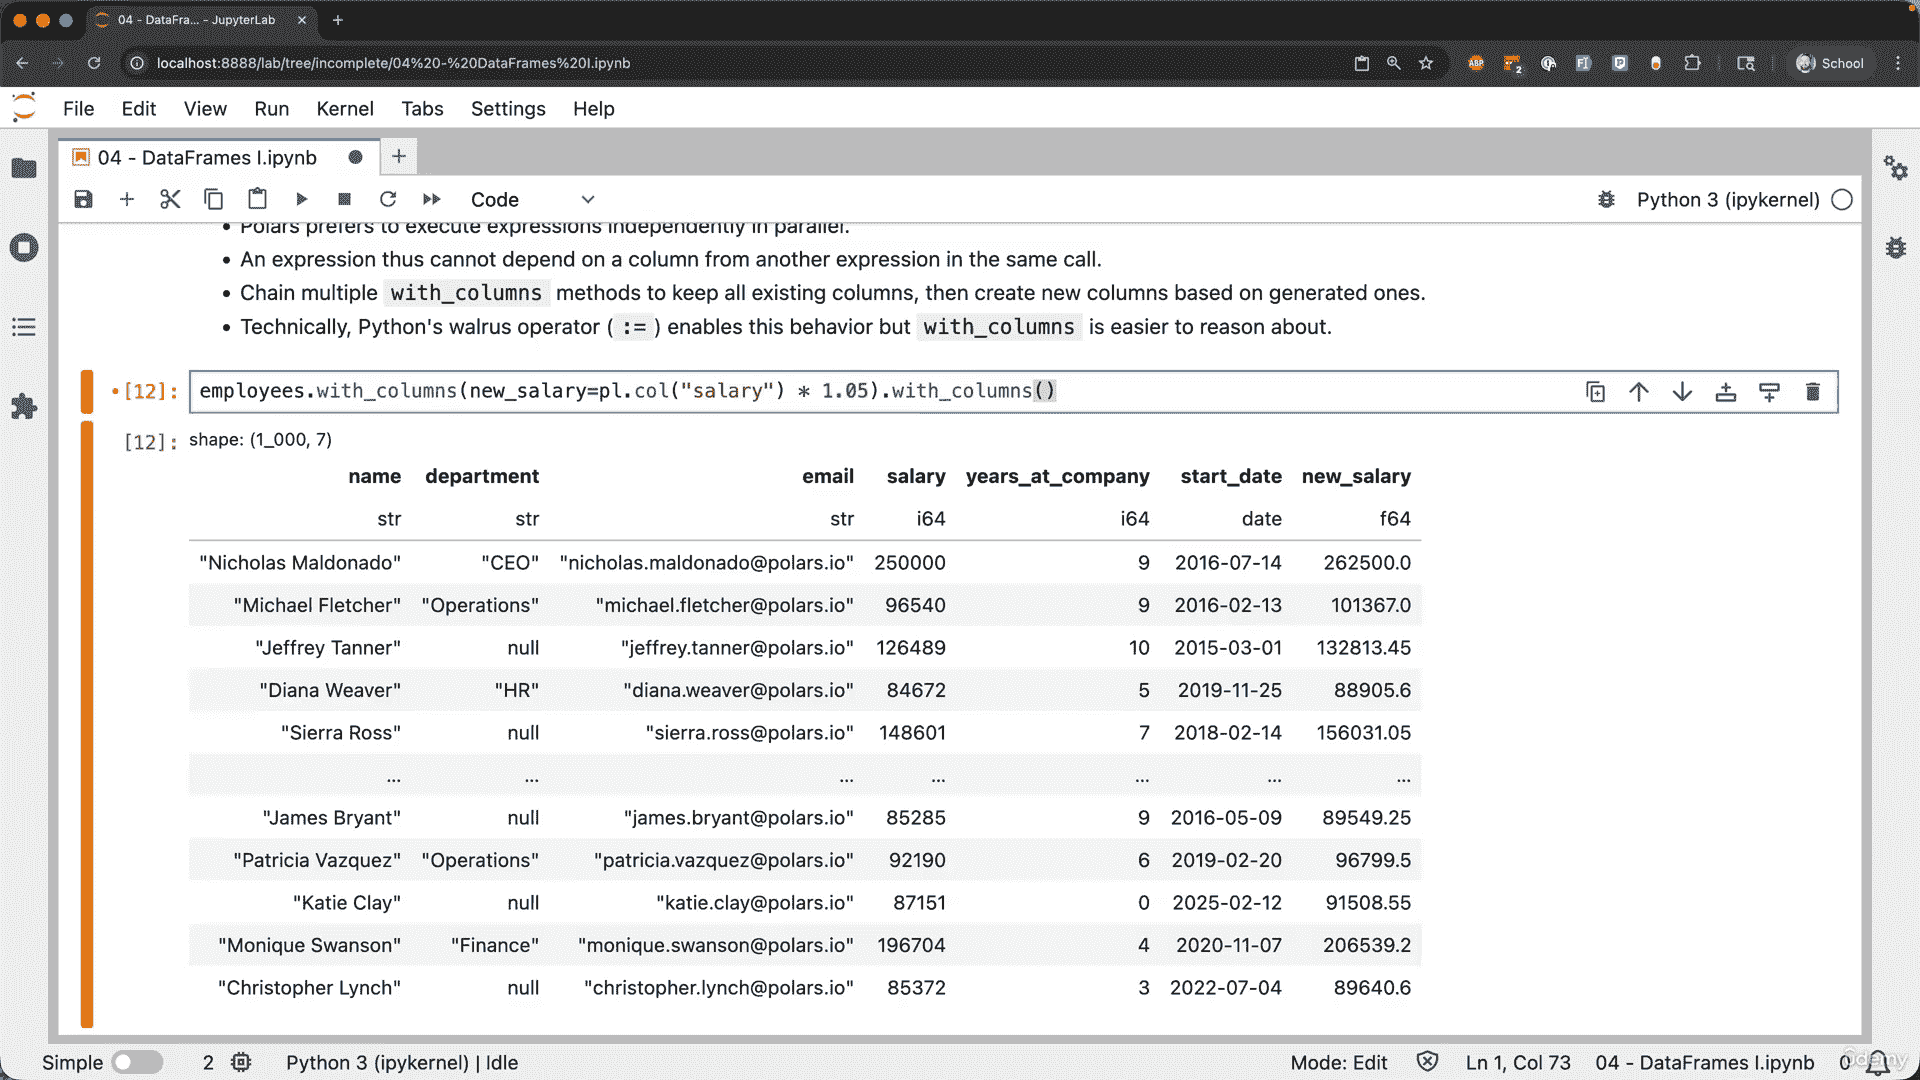 04 - DataFra... - JupyterLab
localhost:8888/lab/tree/incomplete/04%20-%20DataFrames%20I.ipynb
ABP
2
School
File Edit View Run Kernel Tabs Settings Help
04 - DataFrames I.ipynb
Code
Python 3 (ipykernel)
• Polars prefers to execute expressions independently in parallel.
• An expression thus cannot depend on a column from another expression in the same call.
• Chain multiple with_columns methods to keep all existing columns, then create new columns based on generated ones.
• Technically, Python's walrus operator ( := ) enables this behavior but with_columns is easier to reason about.
[12]: employees.with_columns(new_salary=pl.col("salary") * 1.05).with_columns()
[12]: shape: (1_000, 7)
name department email salary years_at_company start_date new_salary
str str str i64 i64 date f64
"Nicholas Maldonado" "CEO" "nicholas.maldonado@polars.io" 250000 9 2016-07-14 262500.0
"Michael Fletcher" "Operations" "michael.fletcher@polars.io" 96540 9 2016-02-13 101367.0
"Jeffrey Tanner" null "jeffrey.tanner@polars.io" 126489 10 2015-03-01 132813.45
"Diana Weaver" "HR" "diana.weaver@polars.io" 84672 5 2019-11-25 88905.6
"Sierra Ross" null "sierra.ross@polars.io" 148601 7 2018-02-14 156031.05
... ... ... ... ... ... ...
"James Bryant" null "james.bryant@polars.io" 85285 9 2016-05-09 89549.25
"Patricia Vazquez" "Operations" "patricia.vazquez@polars.io" 92190 6 2019-02-20 96799.5
"Katie Clay" null "katie.clay@polars.io" 87151 0 2025-02-12 91508.55
"Monique Swanson" "Finance" "monique.swanson@polars.io" 196704 4 2020-11-07 206539.2
"Christopher Lynch" null "christopher.lynch@polars.io" 85372 3 2022-07-04 89640.6
Simple 2 Python 3 (ipykernel) | Idle Mode: Edit Ln 1, Col 73 04 - DataFrames I.ipynb 0
Udemy